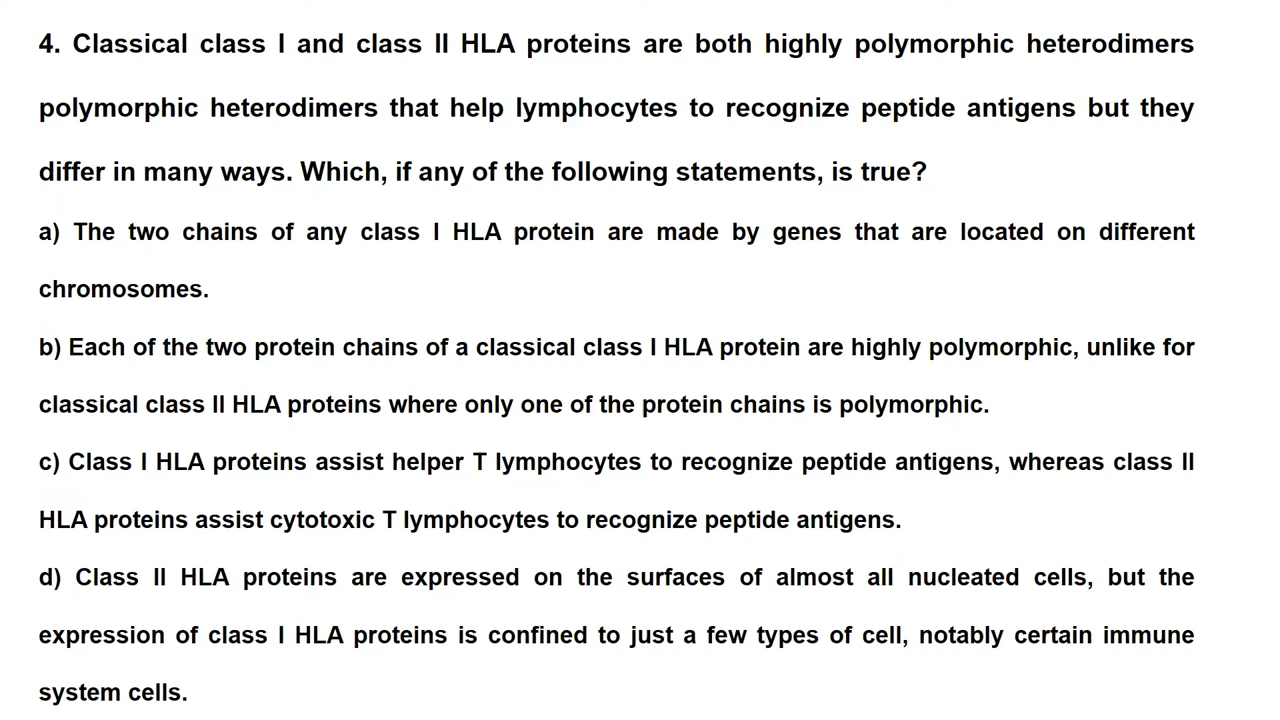 4. Classical class I and class II HLA proteins are both highly polymorphic heterodimers
polymorphic heterodimers that help lymphocytes to recognize peptide antigens but they
differ in many ways. Which, if any of the following statements, is true?
a) The two chains of any class I HLA protein are made by genes that are located on different
chromosomes.
b) Each of the two protein chains of a classical class I HLA protein are highly polymorphic, unlike for
classical class II HLA proteins where only one of the protein chains is polymorphic.
c) Class I HLA proteins assist helper T lymphocytes to recognize peptide antigens, whereas class II
HLA proteins assist cytotoxic T lymphocytes to recognize peptide antigens.
d) Class II HLA proteins are expressed on the surfaces of almost all nucleated cells, but the
expression of class I HLA proteins is confined to just a few types of cell, notably certain immune
system cells.